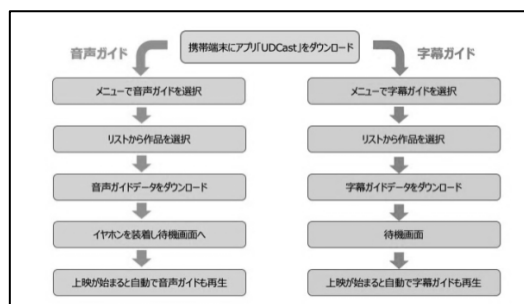 携帯端末にアプリ「UDCast」をダウンロード
音声ガイド
メニューで音声ガイドを選択
リストから作品を選択
音声ガイドデータをダウンロード
イヤホンを装着し待機画面へ
上映が始まると自動で音声ガイドも再生
字幕ガイド
メニューで字幕ガイドを選択
リストから作品を選択
字幕ガイドデータをダウンロード
待機画面
上映が始まると自動で字幕ガイドも再生